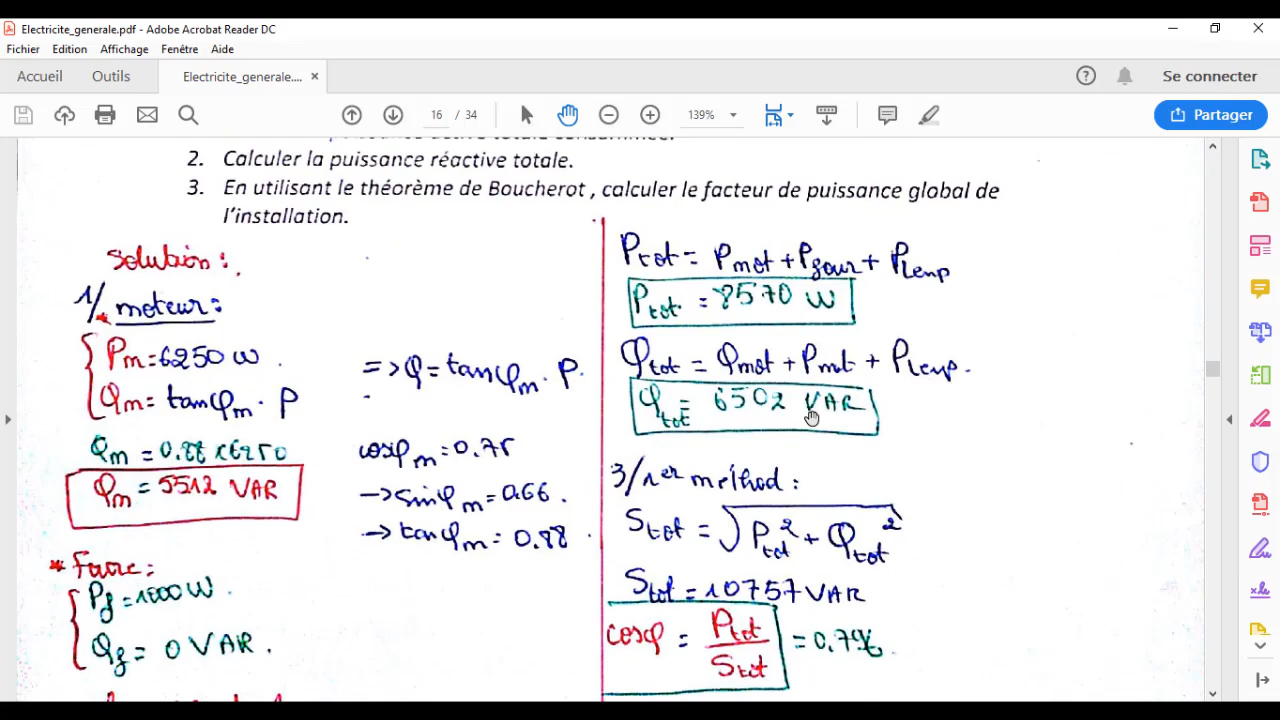 Electricite_generale.pdf - Adobe Acrobat Reader DC
Fichier Edition Affichage Fenêtre Aide
Accueil Outils Electricite_generale.... × Se connecter
16 / 34 139% Partager
2. Calculer la puissance réactive totale.
3. En utilisant le théorème de Boucherot , calculer le facteur de puissance global de
l'installation.
Solution :
1/ moteur :
Pm = 6250 W
Qm = tanφm . P
=> Q = tanφm . P.
Qm = 0.88 x 6250
Qm = 5512 VAR
cosφm = 0.75
→ sinφm = 0.66 .
→ tanφm = 0.88
* Four :
Pf = 1000 W .
Qf = 0 VAR .
Ptot = Pmot + Pfour + Plamp
Ptot = 8570 W
Qtot = Qmot + Pmot + Plamp.
Qtot = 6502 VAR
3/ 1er méthod :
Stot = √Ptot² + Qtot²
Stot = 10757 VAR
cosφ = Ptot / Stot = 0.796